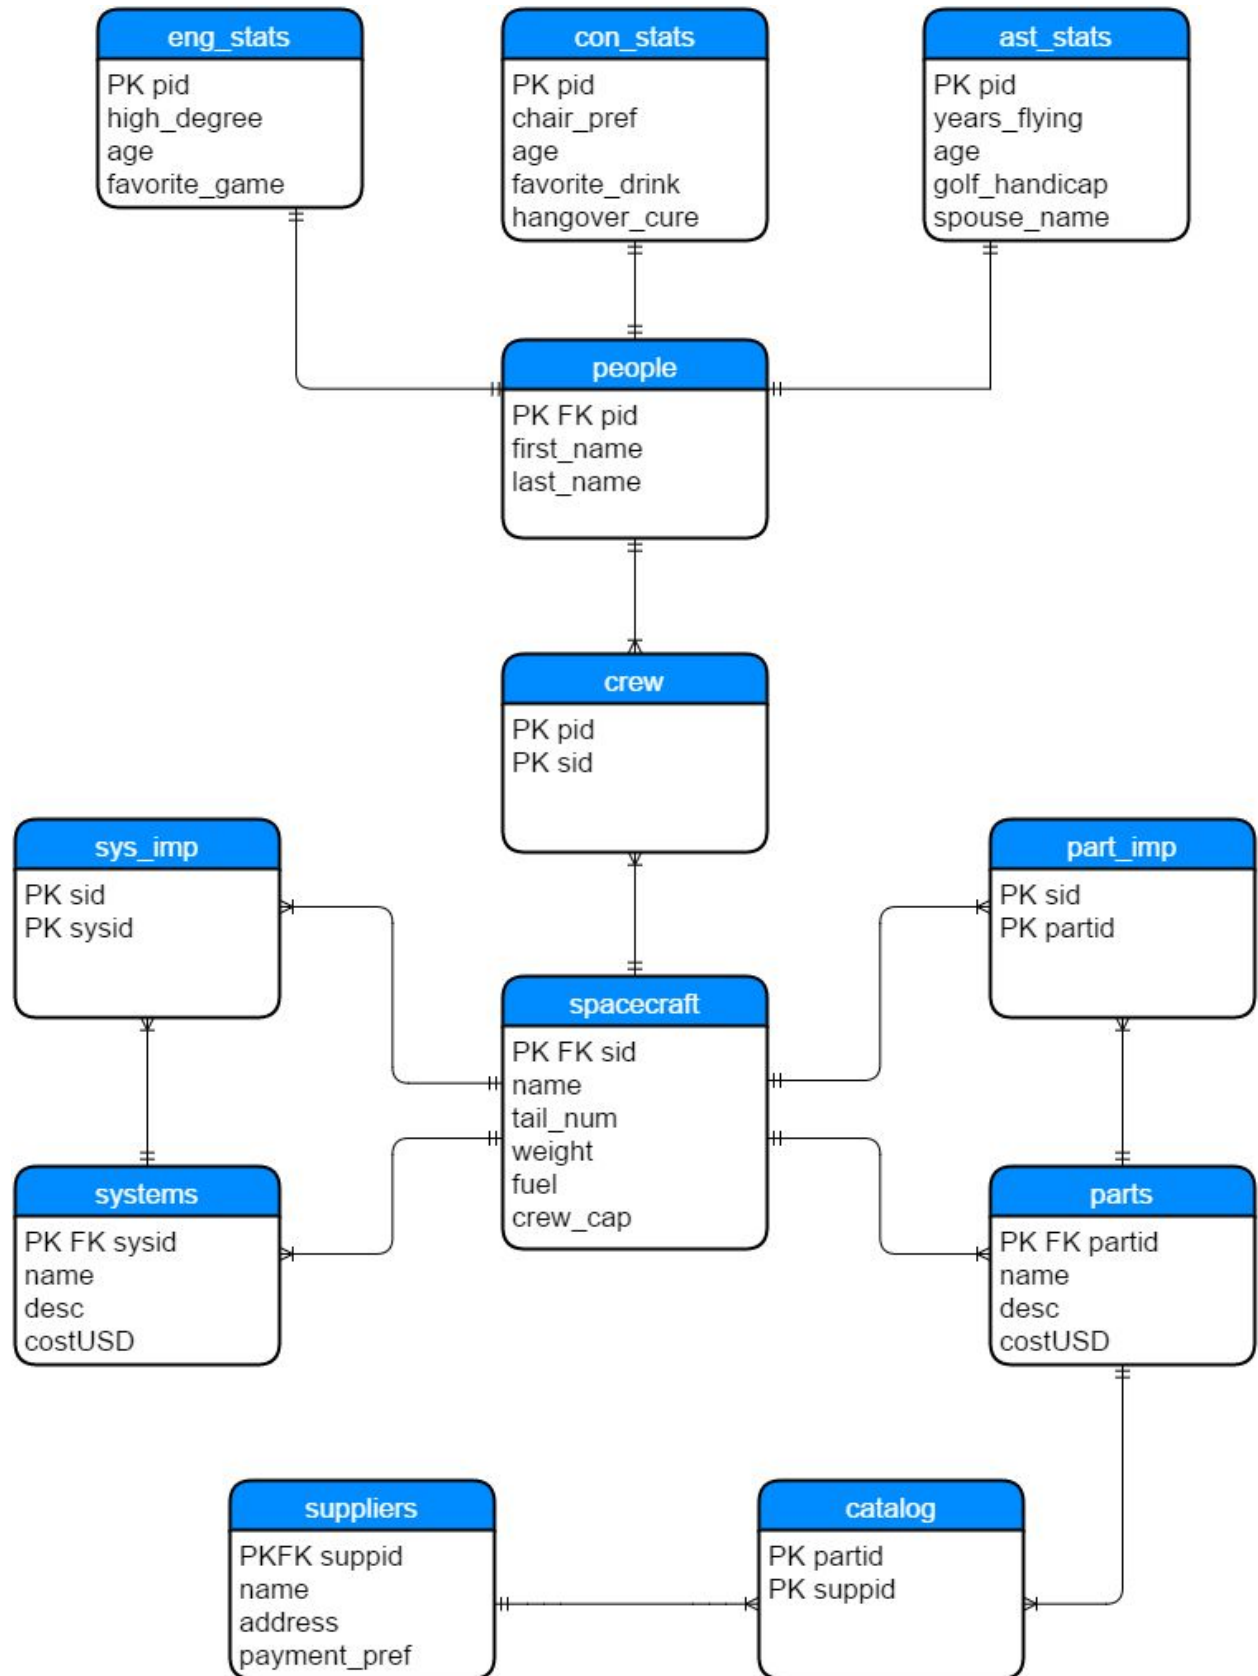 eng_stats
PK pid
high_degree
age
favorite_game
con_stats
PK pid
chair_pref
age
favorite_drink
hangover_cure
ast_stats
PK pid
years_flying
age
golf_handicap
spouse_name
people
PK FK pid
first_name
last_name
crew
PK pid
PK sid
sys_imp
PK sid
PK sysid
part_imp
PK sid
PK partid
spacecraft
PK FK sid
name
tail_num
weight
fuel
crew_cap
systems
PK FK sysid
name
desc
costUSD
parts
PK FK partid
name
desc
costUSD
suppliers
PKFK suppid
name
address
payment_pref
catalog
PK partid
PK suppid